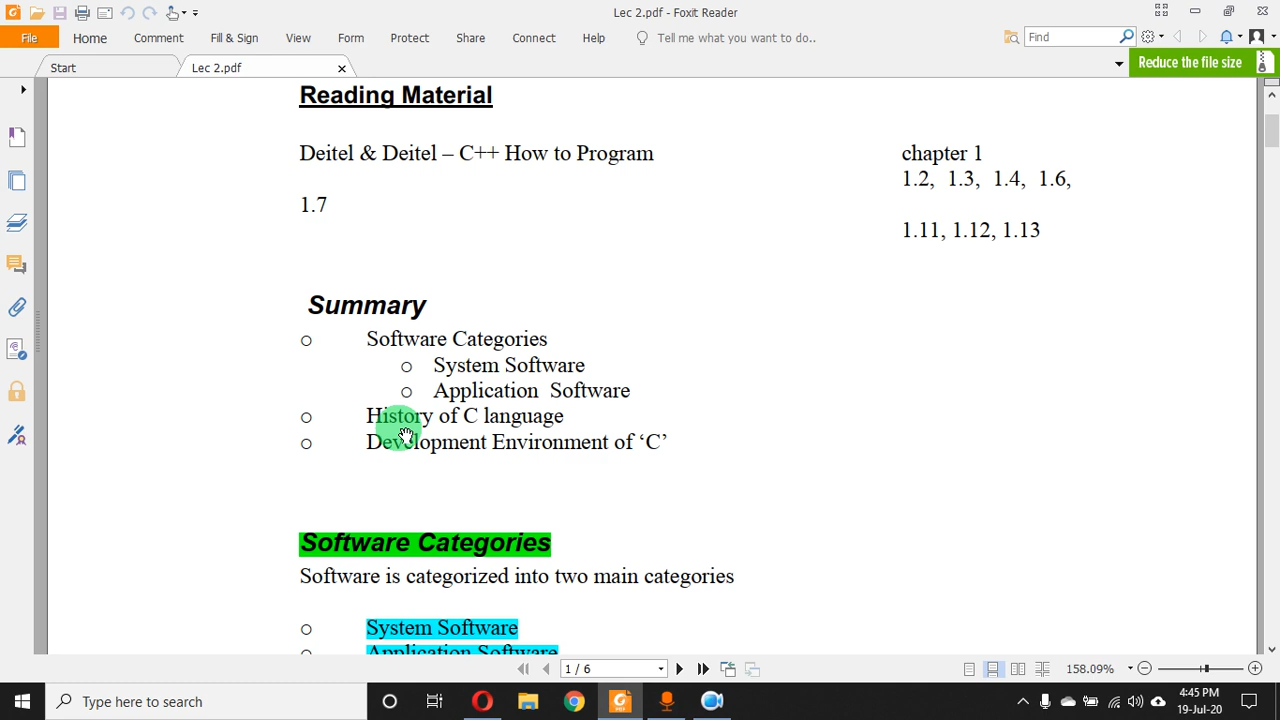 Lec 2.pdf - Foxit Reader
File Home Comment Fill & Sign View Form Protect Share Connect Help Tell me what you want to do.. Find
Start Lec 2.pdf Reduce the file size
Reading Material
Deitel & Deitel – C++ How to Program chapter 1
1.2, 1.3, 1.4, 1.6,
1.7
1.11, 1.12, 1.13
Summary
o Software Categories
o System Software
o Application Software
o History of C language
o Development Environment of ‘C’
Software Categories
Software is categorized into two main categories
o System Software
o Application Software
1 / 6 158.09%
Type here to search
4:45 PM
19-Jul-20